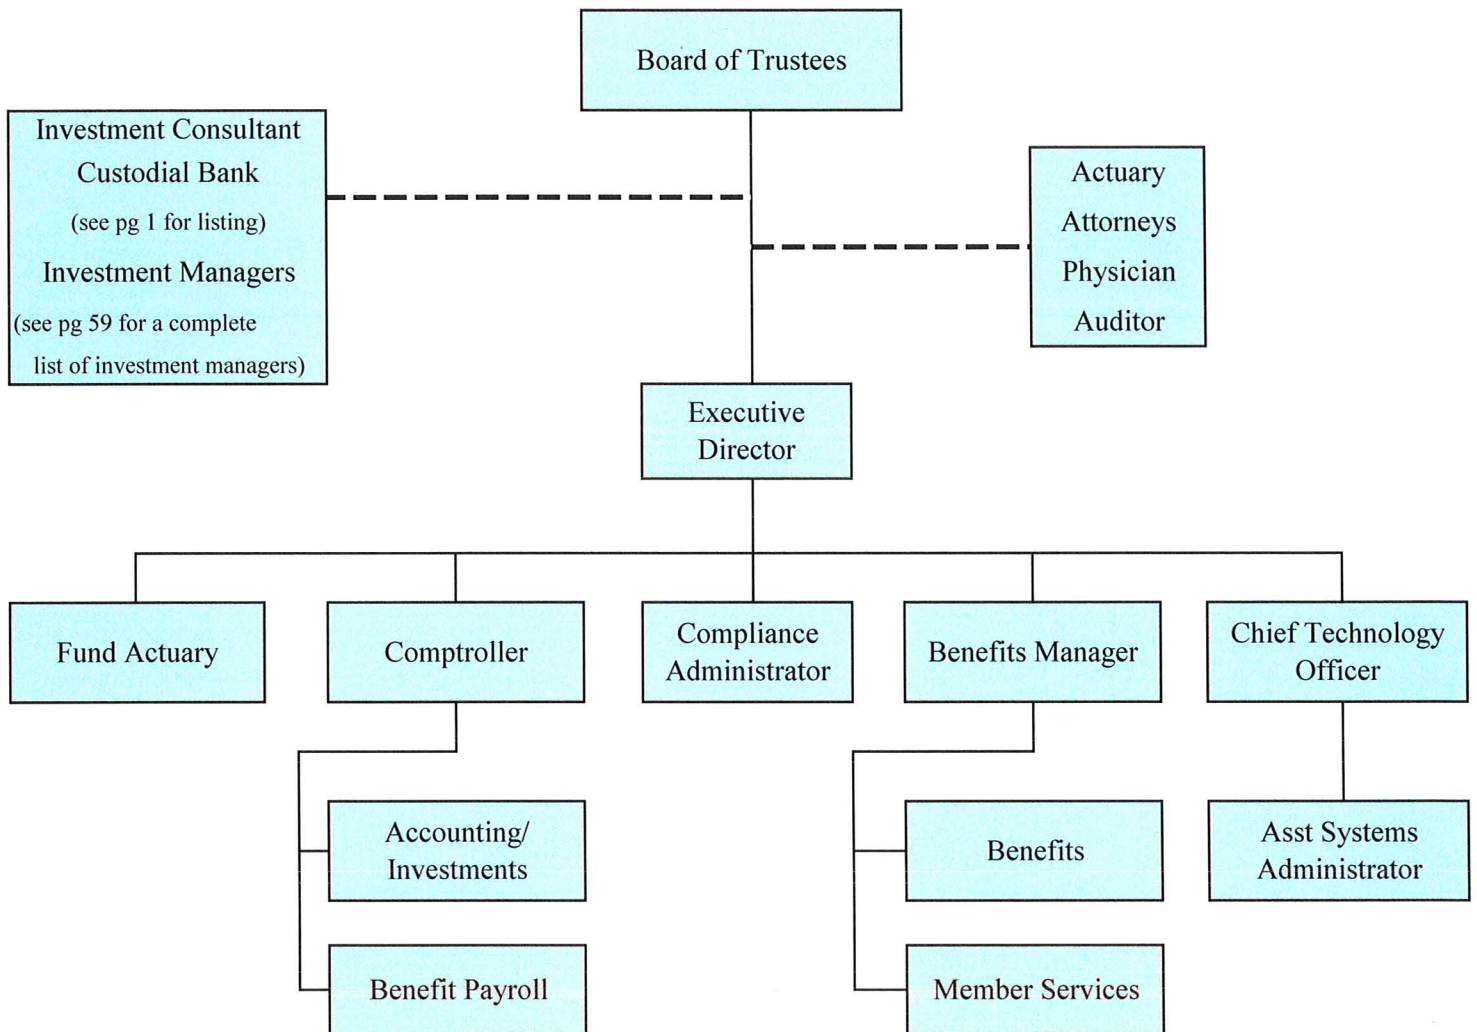 Board of Trustees
Investment Consultant
Custodial Bank
(see pg 1 for listing)
Investment Managers
(see pg 59 for a complete
list of investment managers)
Actuary
Attorneys
Physician
Auditor
Executive
Director
Fund Actuary
Comptroller
Compliance
Administrator
Benefits Manager
Chief Technology
Officer
Accounting/
Investments
Benefits
Asst Systems
Administrator
Benefit Payroll
Member Services